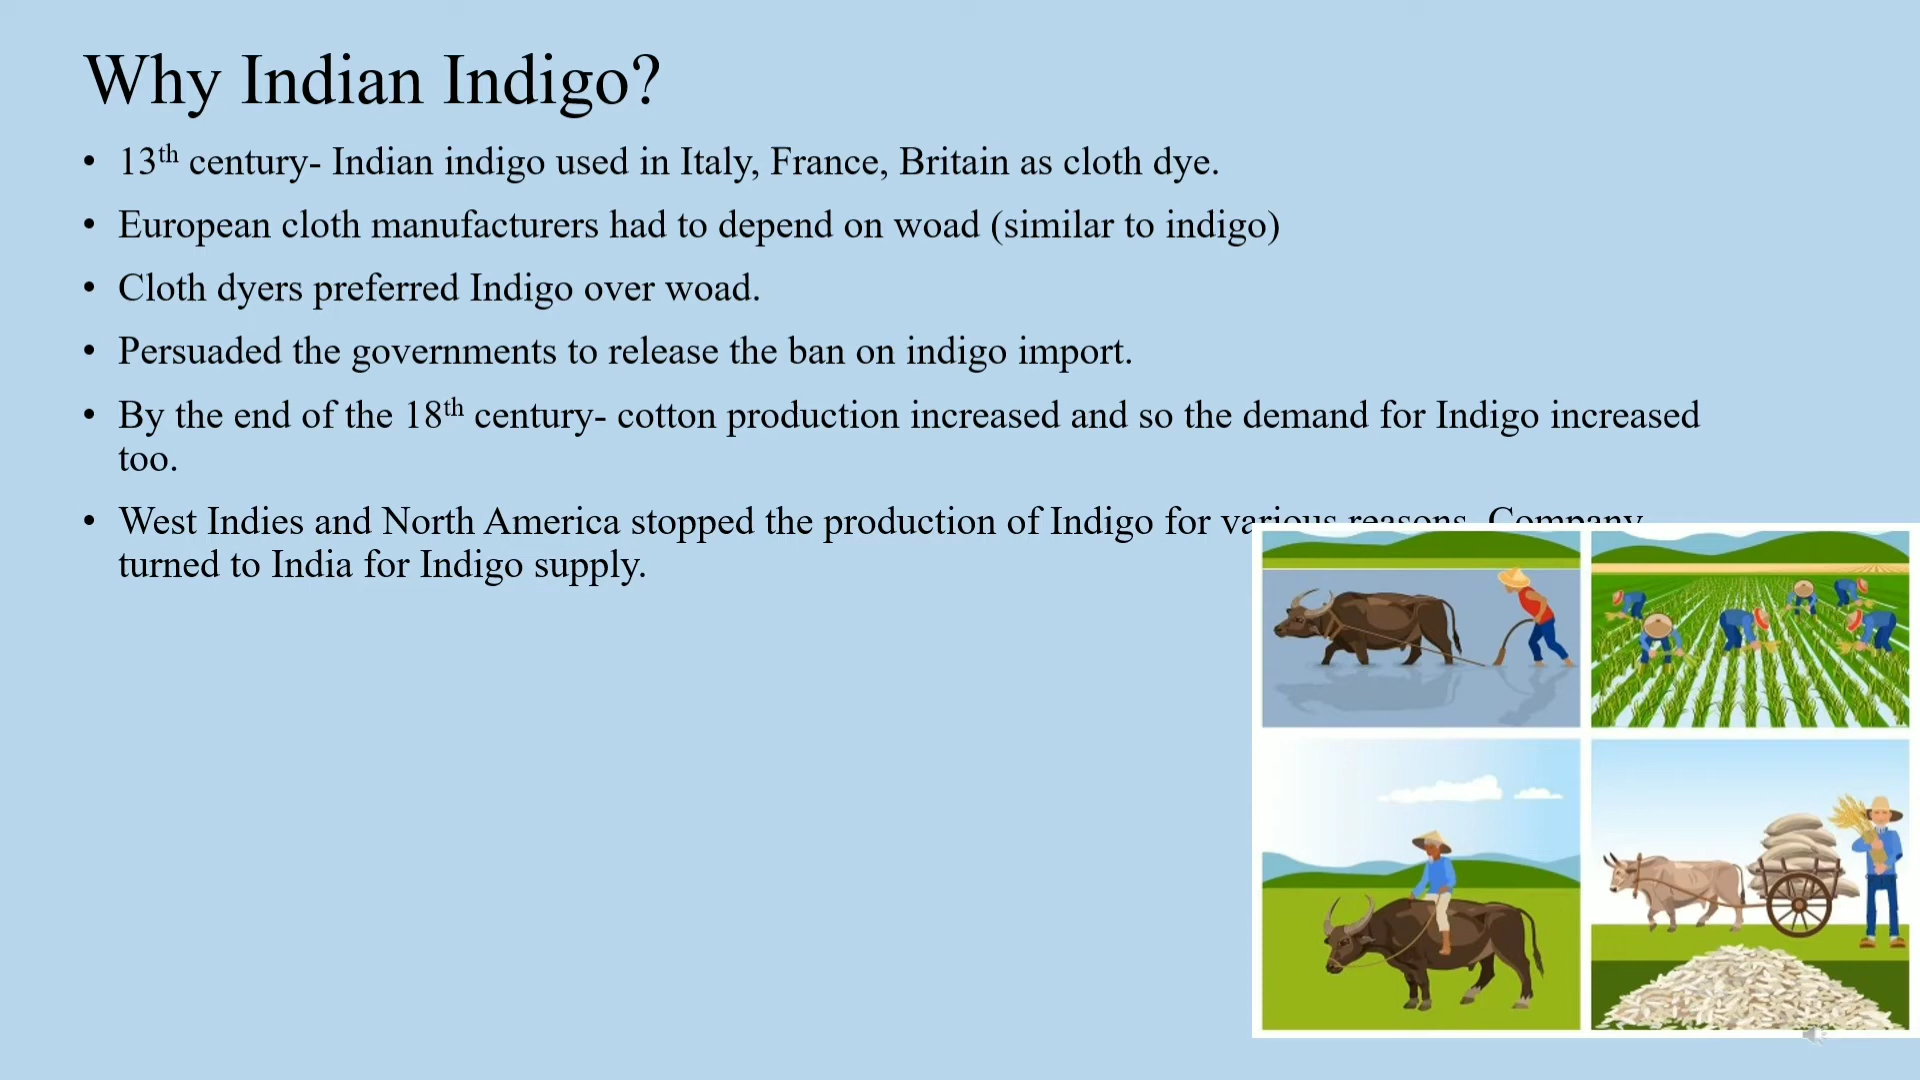 Why Indian Indigo?
• 13th century- Indian indigo used in Italy, France, Britain as cloth dye.
• European cloth manufacturers had to depend on woad (similar to indigo)
• Cloth dyers preferred Indigo over woad.
• Persuaded the governments to release the ban on indigo import.
• By the end of the 18th century- cotton production increased and so the demand for Indigo increased
too.
• West Indies and North America stopped the production of Indigo for various reasons. Company
turned to India for Indigo supply.